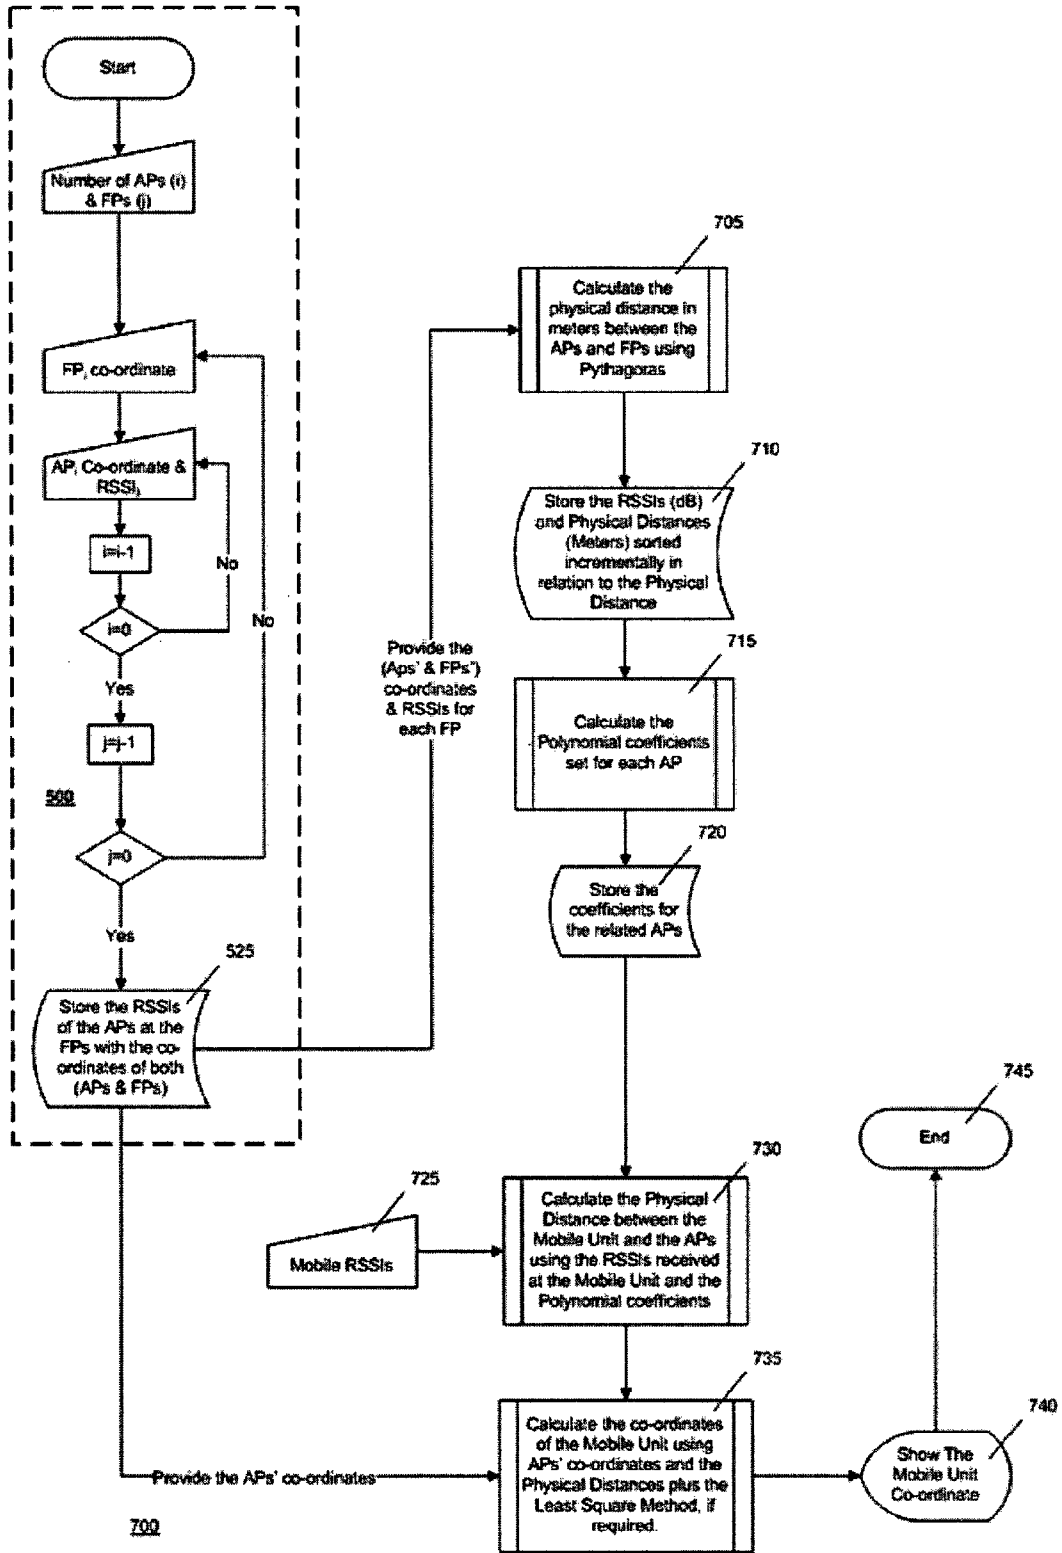 Start
Number of APs (i)
& FPs (j)
FPⱼ co-ordinate
APᵢ Co-ordinate &
RSSIᵢⱼ
i=i-1
No
i=0
No
Yes
j=j-1
500
j=0
Yes
525
Store the RSSIs
of the APs at the
FPs with the co-
ordinates of both
(APs & FPs)
Provide the
(Aps' & FPs')
co-ordinates
& RSSIs for
each FP
705
Calculate the
physical distance in
meters between the
APs and FPs using
Pythagoras
710
Store the RSSIs (dB)
and Physical Distances
(Meters) sorted
incrementally in
relation to the Physical
Distance
715
Calculate the
Polynomial coefficients
set for each AP
720
Store the
coefficients for
the related APs
725
Mobile RSSIs
730
Calculate the Physical
Distance between the
Mobile Unit and the APs
using the RSSIs received
at the Mobile Unit and the
Polynomial coefficients
735
Calculate the co-ordinates
of the Mobile Unit using
APs' co-ordinates and the
Physical Distances plus the
Least Square Method, if
required.
Provide the APs' co-ordinates
740
Show The
Mobile Unit
Co-ordinate
745
End
700